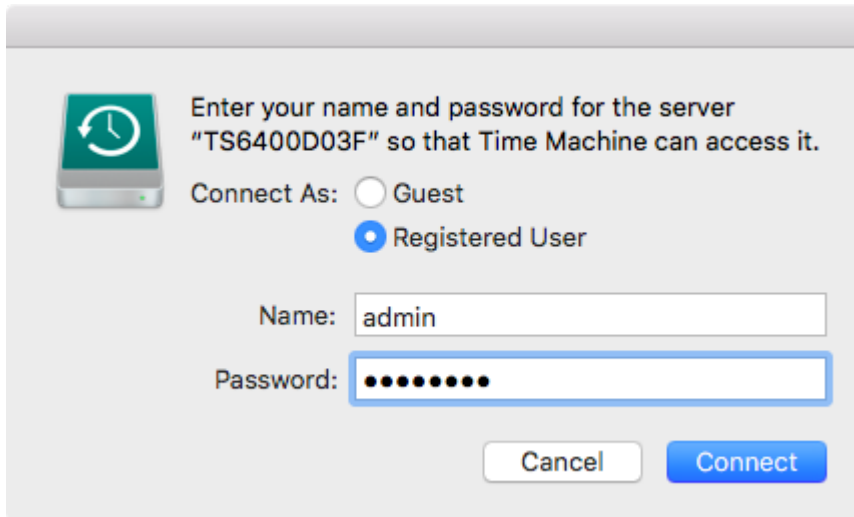 Enter your name and password for the server
“TS6400D03F” so that Time Machine can access it.
Connect As: Guest
Registered User
Name: admin
Password: ••••••••
Cancel Connect